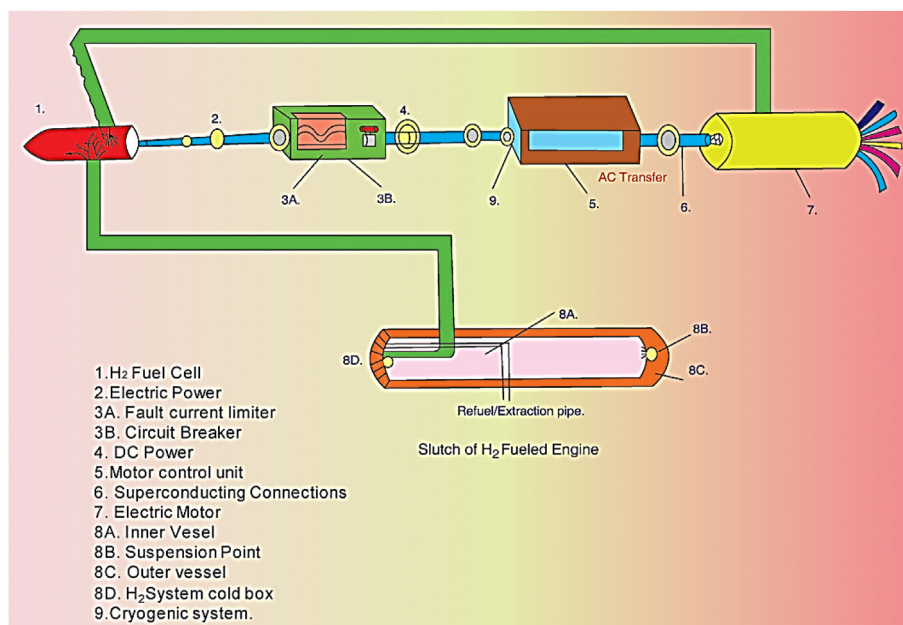 1.
2.
4.
3A.
3B.
9.
AC Transfer
5.
6.
7.
8A.
8B.
8D.
8C.
Refuel/Extraction pipe.
Slutch of H₂ Fueled Engine
1.H₂ Fuel Cell
2.Electric Power
3A. Fault current limiter
3B. Circuit Breaker
4. DC Power
5.Motor control unit
6. Superconducting Connections
7. Electric Motor
8A. Inner Vesel
8B. Suspension Point
8C. Outer vessel
8D. H₂System cold box
9.Cryogenic system.